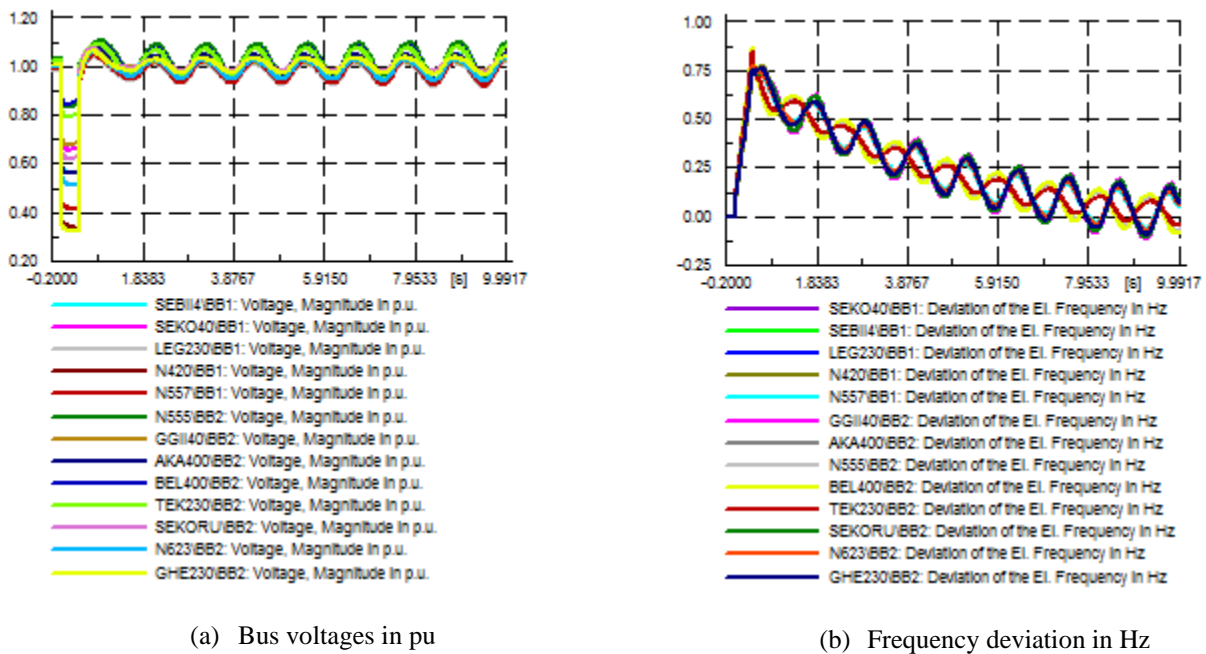 1.20
1.00
0.80
0.60
0.40
0.20
-0.2000 1.8383 3.8767 5.9150 7.9533 [s] 9.9917
SEBII4\BB1: Voltage, Magnitude in p.u.
SEKO40\BB1: Voltage, Magnitude in p.u.
LEG230\BB1: Voltage, Magnitude in p.u.
N420\BB1: Voltage, Magnitude in p.u.
N557\BB1: Voltage, Magnitude in p.u.
N555\BB2: Voltage, Magnitude in p.u.
GGII40\BB2: Voltage, Magnitude in p.u.
AKA400\BB2: Voltage, Magnitude in p.u.
BEL400\BB2: Voltage, Magnitude in p.u.
TEK230\BB2: Voltage, Magnitude in p.u.
SEKORU\BB2: Voltage, Magnitude in p.u.
N623\BB2: Voltage, Magnitude in p.u.
GHE230\BB2: Voltage, Magnitude in p.u.
(a) Bus voltages in pu
1.00
0.75
0.50
0.25
0.00
-0.25
-0.2000 1.8383 3.8767 5.9150 7.9533 [s] 9.9917
SEKO40\BB1: Deviation of the El. Frequency in Hz
SEBII4\BB1: Deviation of the El. Frequency in Hz
LEG230\BB1: Deviation of the El. Frequency in Hz
N420\BB1: Deviation of the El. Frequency in Hz
N557\BB1: Deviation of the El. Frequency in Hz
GGII40\BB2: Deviation of the El. Frequency in Hz
AKA400\BB2: Deviation of the El. Frequency in Hz
N555\BB2: Deviation of the El. Frequency in Hz
BEL400\BB2: Deviation of the El. Frequency in Hz
TEK230\BB2: Deviation of the El. Frequency in Hz
SEKORU\BB2: Deviation of the El. Frequency in Hz
N623\BB2: Deviation of the El. Frequency in Hz
GHE230\BB2: Deviation of the El. Frequency in Hz
(b) Frequency deviation in Hz